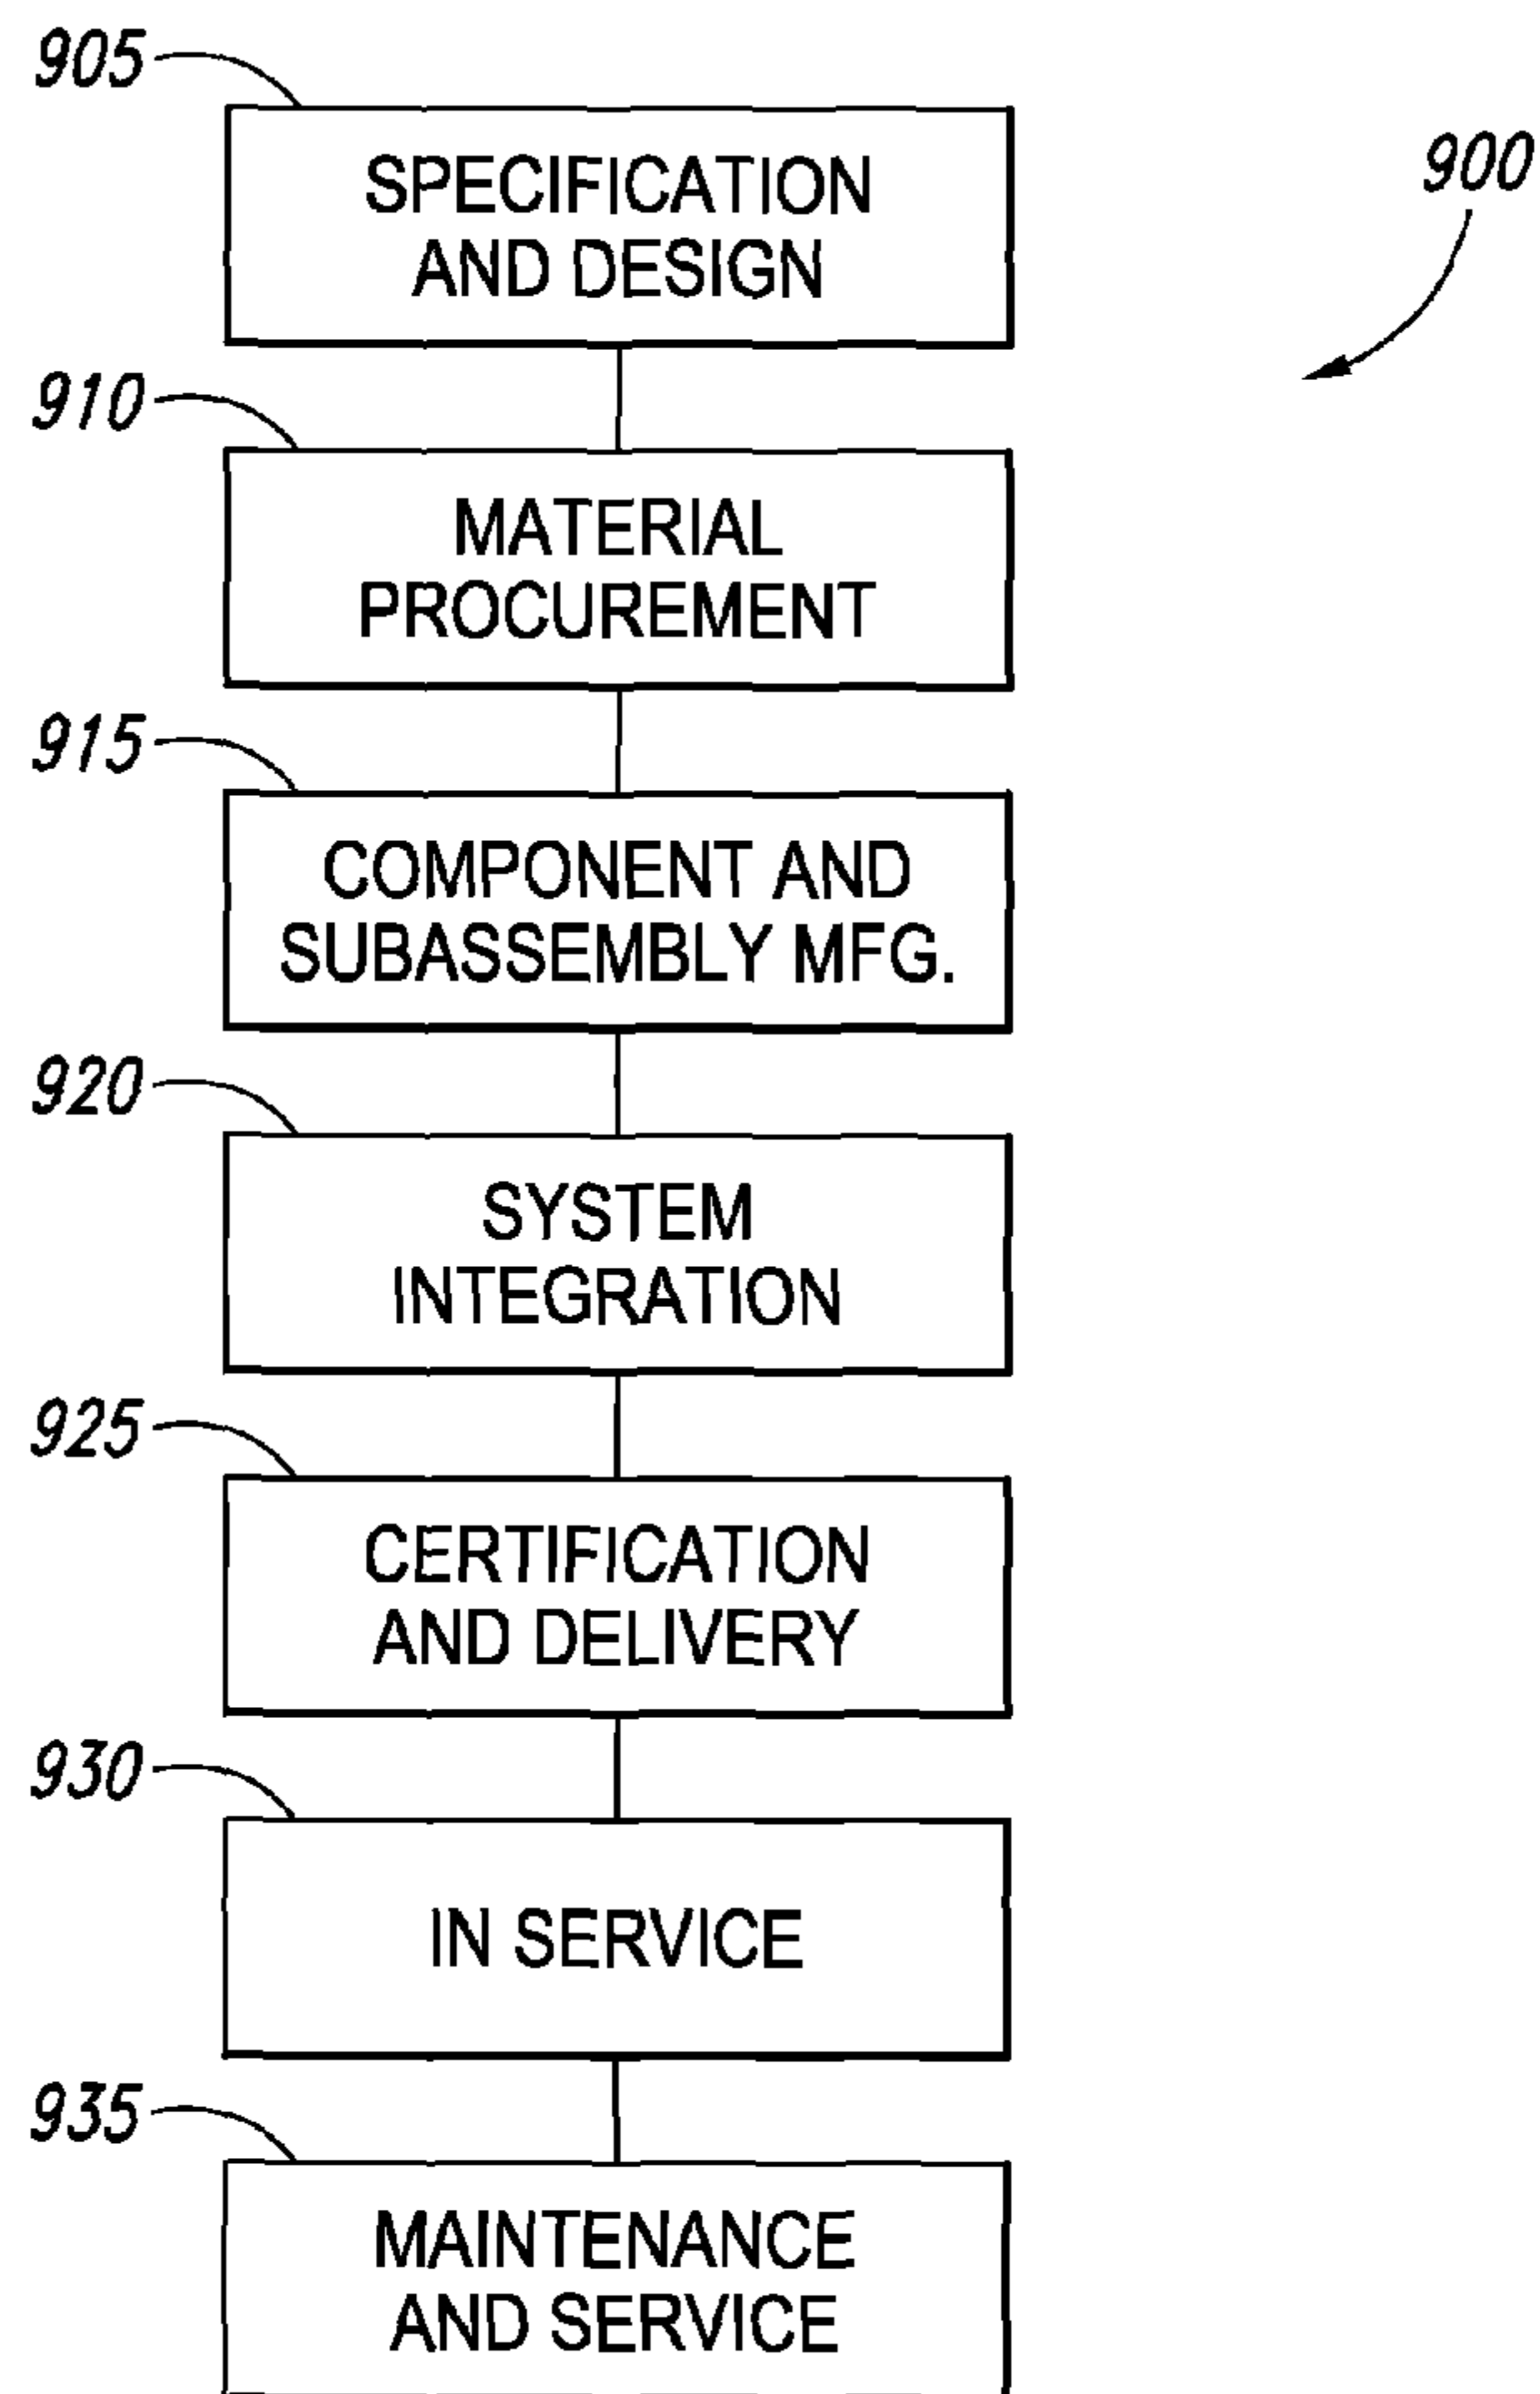 905
SPECIFICATION
AND DESIGN
900
910
MATERIAL
PROCUREMENT
915
COMPONENT AND
SUBASSEMBLY MFG.
920
SYSTEM
INTEGRATION
925
CERTIFICATION
AND DELIVERY
930
IN SERVICE
935
MAINTENANCE
AND SERVICE